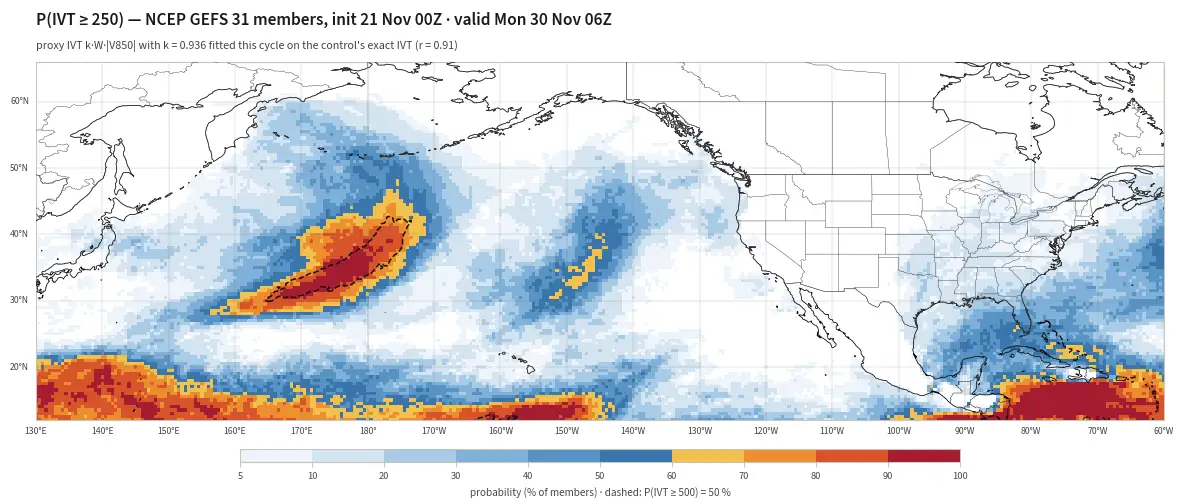 P(IVT ≥ 250) — NCEP GEFS 31 members, init 21 Nov 00Z · valid Mon 30 Nov 06Z
proxy IVT k·W·|V850| with k = 0.936 fitted this cycle on the control's exact IVT (r = 0.91)
60°N
50°N
40°N
30°N
20°N
130°E 140°E 150°E 160°E 170°E 180° 170°W 160°W 150°W 140°W 130°W 120°W 110°W 100°W 90°W 80°W 70°W 60°W
5 10 20 30 40 50 60 70 80 90 100
probability (% of members) · dashed: P(IVT ≥ 500) = 50 %